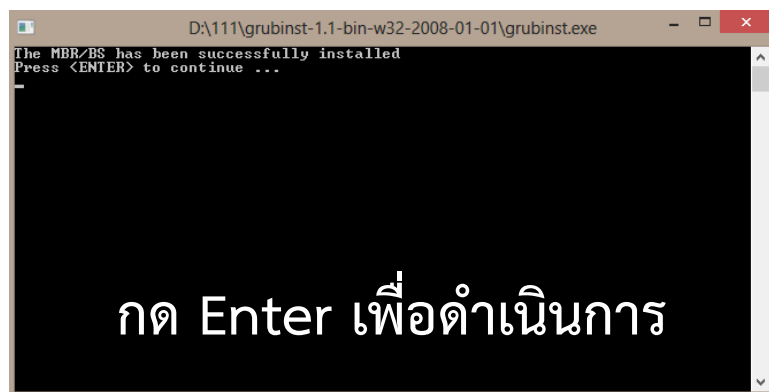 D:\111\grubinst-1.1-bin-w32-2008-01-01\grubinst.exe
The MBR/BS has been successfully installed
Press <ENTER> to continue ...
กด Enter เพื่อดำเนินการ